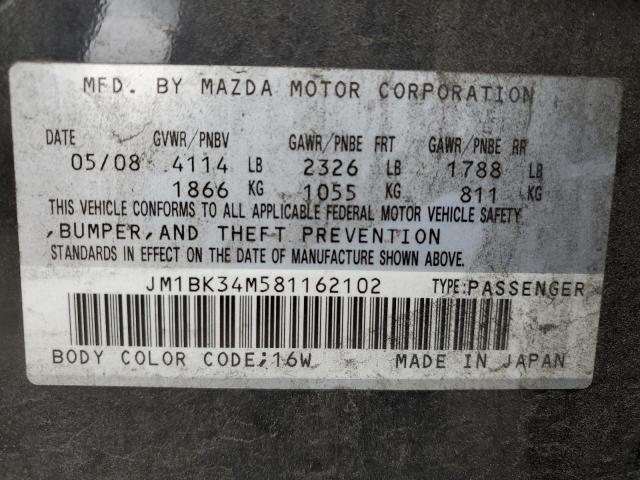 MFD. BY MAZDA MOTOR CORPORATION
DATE GVWR/PNBV GAWR/PNBE FRT GAWR/PNBE RR
05/08 4114 LB 2326 LB 1788 LB
1866 KG 1055 KG 811 KG
THIS VEHICLE CONFORMS TO ALL APPLICABLE FEDERAL MOTOR VEHICLE SAFETY
,BUMPER,AND THEFT PREVENTION
STANDARDS IN EFFECT ON THE DATE OF MANUFACTURE SHOWN ABOVE.
JM1BK34M581162102 TYPE:PASSENGER
BODY COLOR CODE;16W MADE IN JAPAN